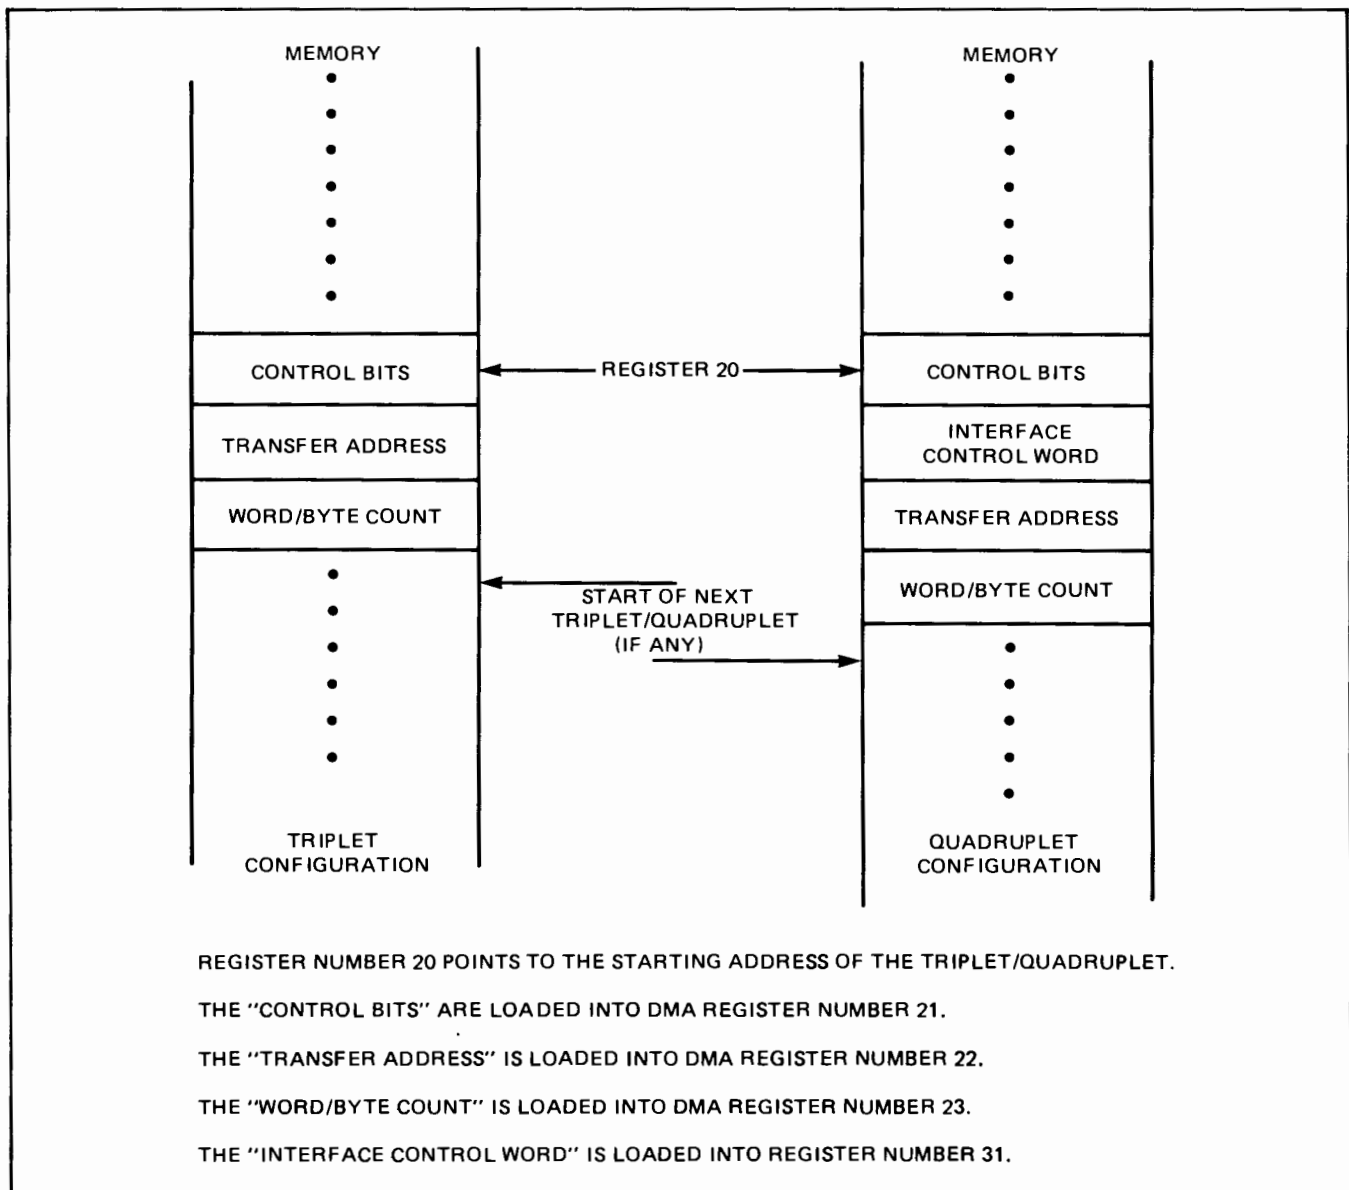 MEMORY
CONTROL BITS
TRANSFER ADDRESS
WORD/BYTE COUNT
TRIPLET
CONFIGURATION
REGISTER 20
START OF NEXT
TRIPLET/QUADRUPLET
(IF ANY)
MEMORY
CONTROL BITS
INTERFACE
CONTROL WORD
TRANSFER ADDRESS
WORD/BYTE COUNT
QUADRUPLET
CONFIGURATION
REGISTER NUMBER 20 POINTS TO THE STARTING ADDRESS OF THE TRIPLET/QUADRUPLET.
THE "CONTROL BITS" ARE LOADED INTO DMA REGISTER NUMBER 21.
THE "TRANSFER ADDRESS" IS LOADED INTO DMA REGISTER NUMBER 22.
THE "WORD/BYTE COUNT" IS LOADED INTO DMA REGISTER NUMBER 23.
THE "INTERFACE CONTROL WORD" IS LOADED INTO REGISTER NUMBER 31.